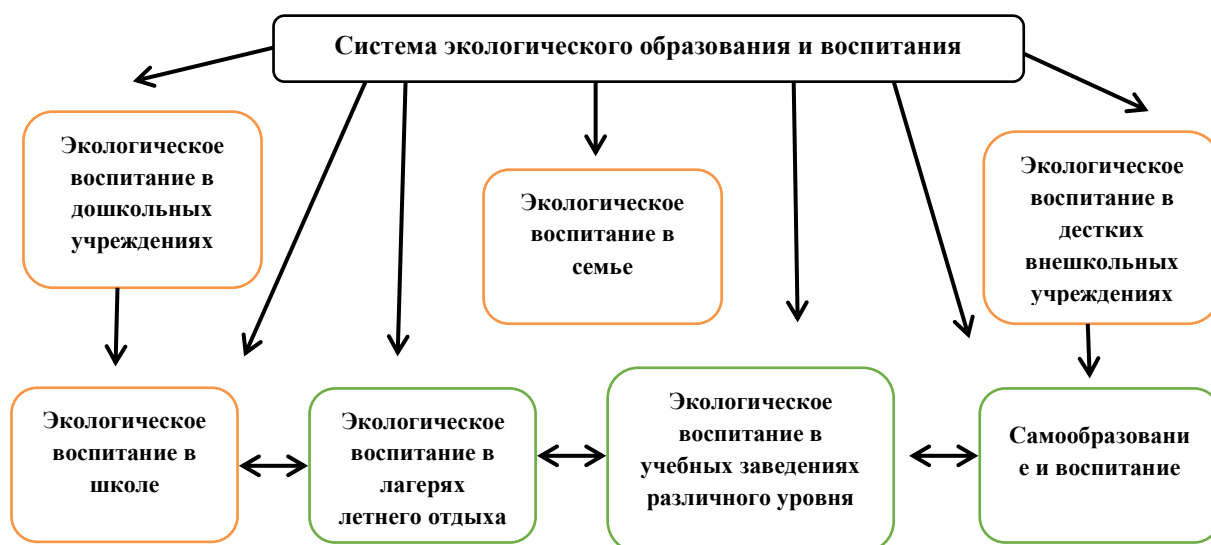 Система экологического образования и воспитания
Экологическое
воспитание в
дошкольных
учреждениях
Экологическое
воспитание в
семье
Экологическое
воспитание в
дестких
внешкольных
учреждениях
Экологическое
воспитание в
школе
Экологическое
воспитание в
лагерях
летнего отдыха
Экологическое
воспитание в
учебных заведениях
различного уровня
Самообразовани
е и воспитание